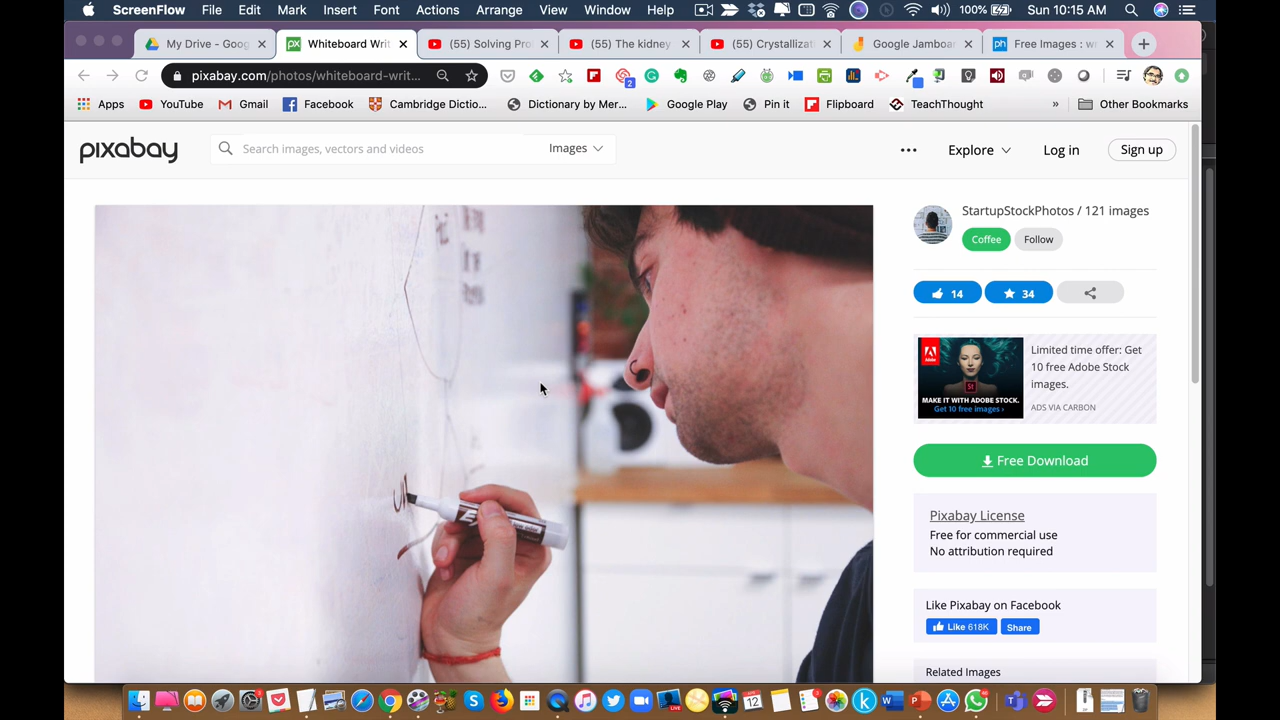 ScreenFlow File Edit Mark Insert Font Actions Arrange View Window Help 100% Sun 10:15 AM
My Drive - Goog Whiteboard Writ (55) Solving Pro (55) The kidney (55) Crystallizat Google Jamboar Free Images : w
pixabay.com/photos/whiteboard-writ...
2
Apps YouTube Gmail Facebook Cambridge Dictio... Dictionary by Mer... Google Play Pin it Flipboard TeachThought » Other Bookmarks
pixabay Search images, vectors and videos Images ••• Explore Log in Sign up
StartupStockPhotos / 121 images
Coffee Follow
14 34
Limited time offer: Get
10 free Adobe Stock
images.
ADS VIA CARBON
Adobe
St
MAKE IT WITH ADOBE STOCK.
Get 10 free images ›
Free Download
Pixabay License
Free for commercial use
No attribution required
Like Pixabay on Facebook
Like 618K Share
Related Images